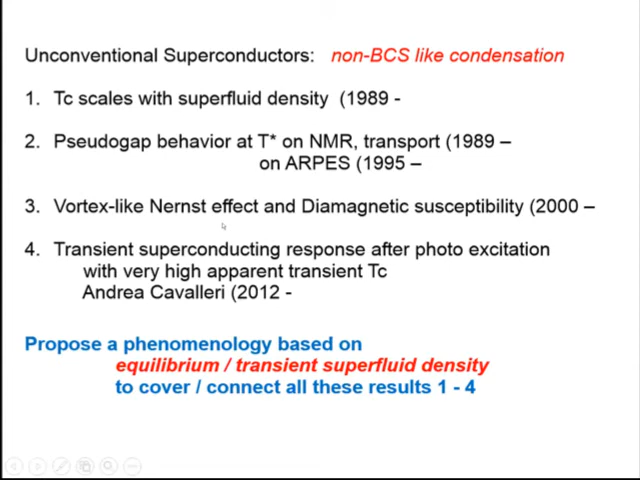 Unconventional Superconductors: non-BCS like condensation
1. Tc scales with superfluid density (1989 -
2. Pseudogap behavior at T* on NMR, transport (1989 –
on ARPES (1995 –
3. Vortex-like Nernst effect and Diamagnetic susceptibility (2000 –
4. Transient superconducting response after photo excitation
with very high apparent transient Tc
Andrea Cavalleri (2012 -
Propose a phenomenology based on
equilibrium / transient superfluid density
to cover / connect all these results 1 - 4